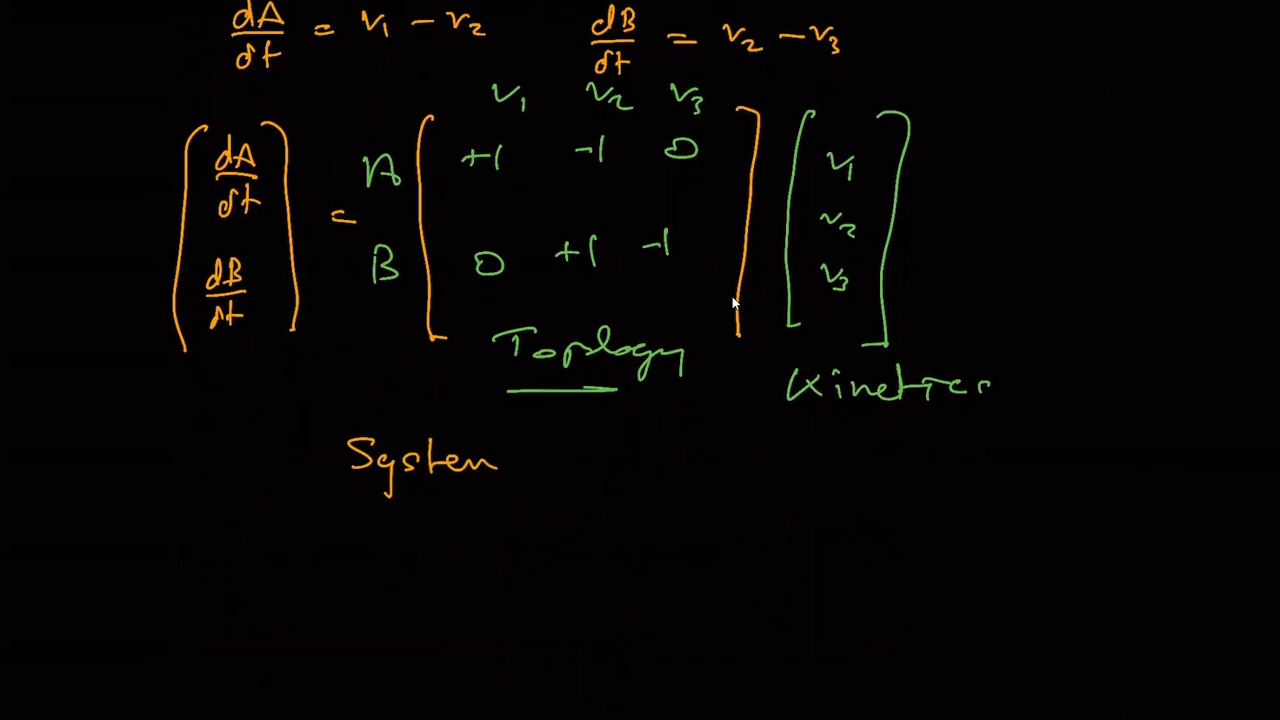 dA/dt = v₁ - v₂   dB/dt = v₂ - v₃
v₁ v₂ v₃
dA/dt = A [ +1 -1 0 ] [ v₁
v₂
dB/dt B 0 +1 -1 v₃ ]
Toplogy
Kinetics
System